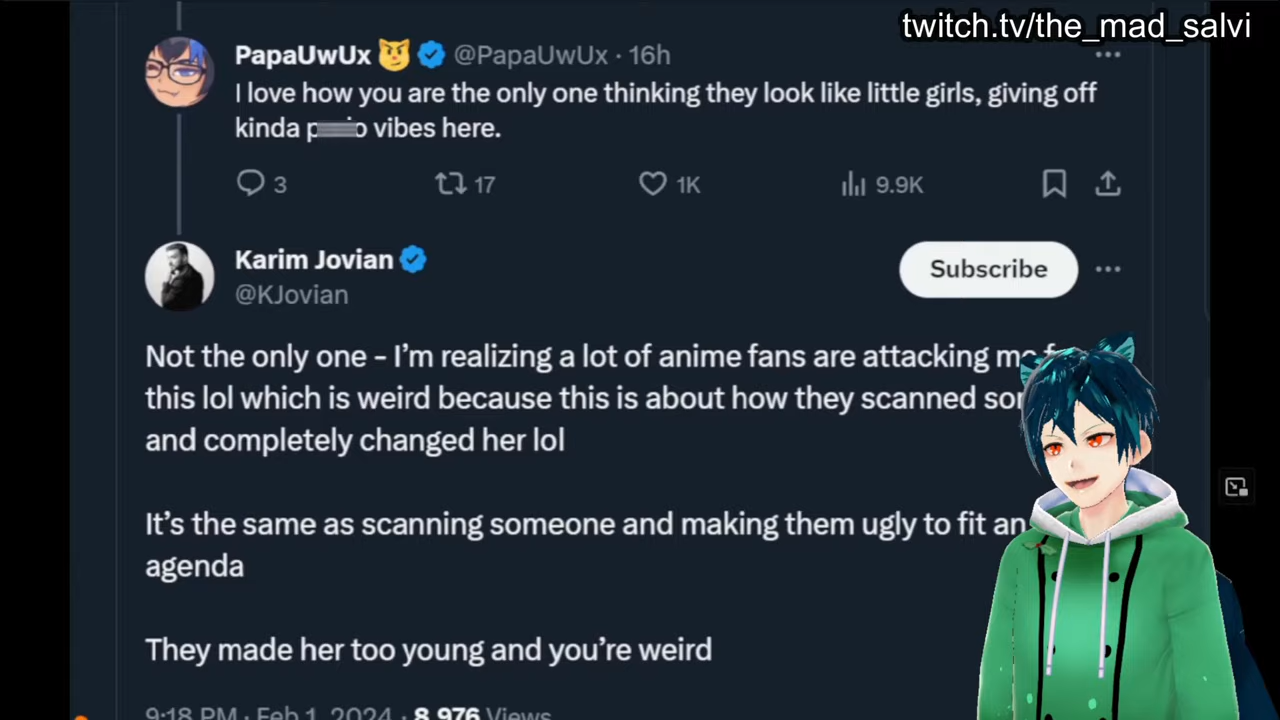 twitch.tv/the_mad_salvi
PapaUwUx @PapaUwUx · 16h
I love how you are the only one thinking they look like little girls, giving off
kinda p o vibes here.
3 17 1K 9.9K
Karim Jovian
@KJovian
Subscribe
Not the only one – I’m realizing a lot of anime fans are attacking me
this lol which is weird because this is about how they scanned
and completely changed her lol
It’s the same as scanning someone and making them ugly to fit an
agenda
They made her too young and you’re weird
9:18 PM · Feb 1, 2024 · 8,976 Views